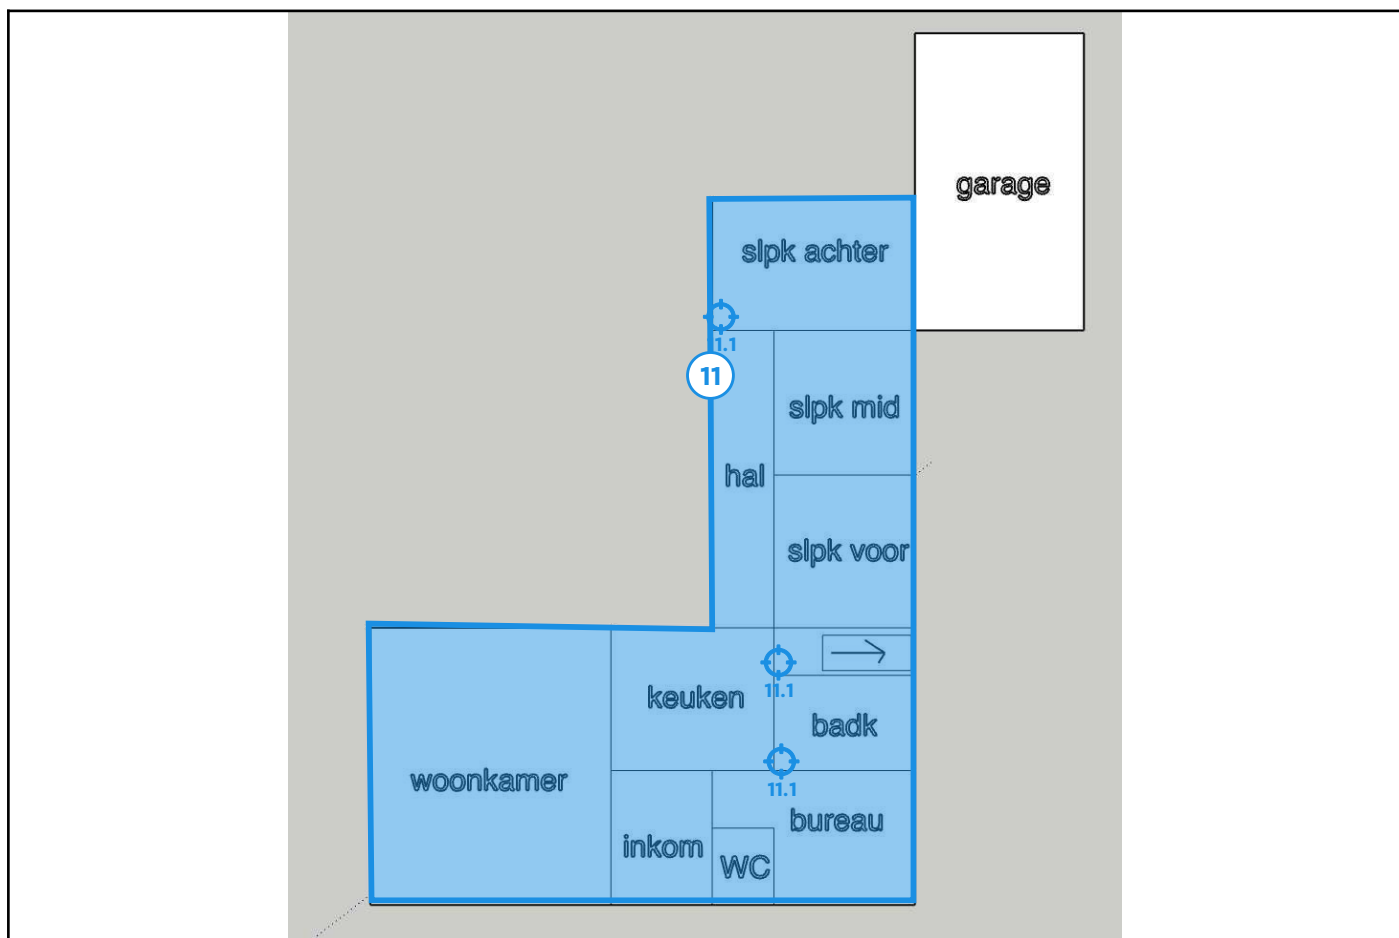 garage
slpk achter
11.1
11
slpk mid
hal
slpk voor
keuken
11.1
badk
woonkamer
11.1
bureau
inkom
WC